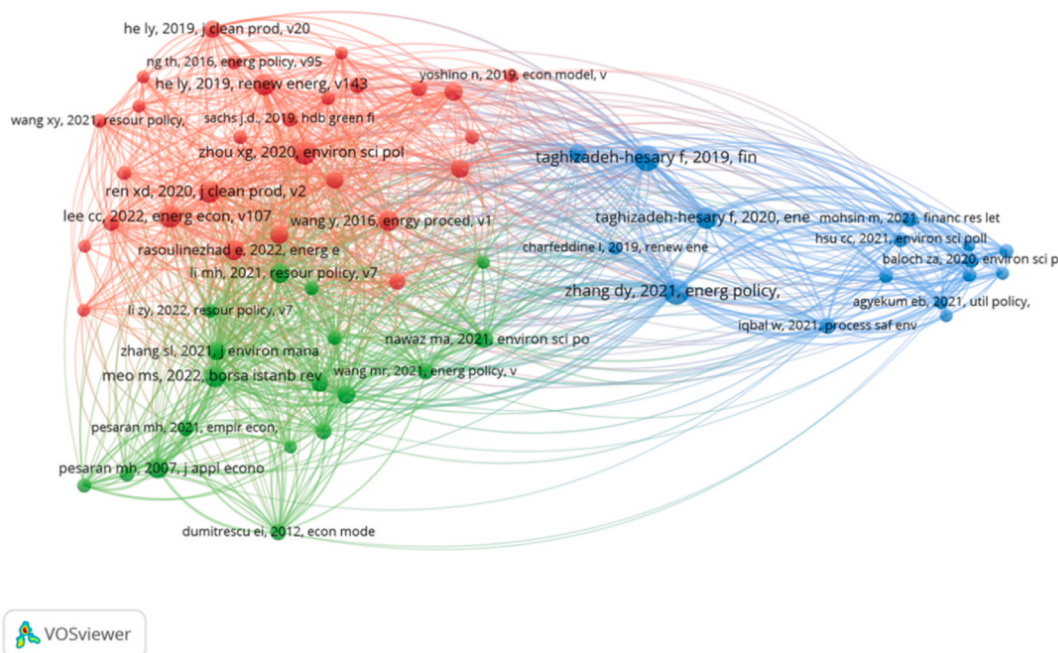 he ly, 2019, j clean prod, v20
ng th, 2016, energ policy, v95
he ly, 2019, renew energ, v143
yoshino n, 2019, econ model, v
wang xy, 2021, resour policy,
sachs j.d., 2019, hdb green fi
zhou xg, 2020, environ sci pol
taghizadeh-hesary f, 2019, fin
ren xd, 2020, j clean prod, v2
lee cc, 2022, energ econ, v107
wang y, 2016, enrgy proced, v1
taghizadeh-hesary f, 2020, ene
mohsin m, 2021, financ res let
hsu cc, 2021, environ sci poll
rasoulinezhad e, 2022, energ e
charfeddine l, 2019, renew ene
baloch za, 2020, environ sci p
li mh, 2021, resour policy, v7
zhang dy, 2021, energ policy,
agyekum eb, 2021, util policy,
li zy, 2022, resour policy, v7
iqbal w, 2021, process saf env
nawaz ma, 2021, environ sci po
zhang sl, 2021, j environ mana
wang mr, 2021, energ policy, v
meo ms, 2022, borsa istanb rev
pesaran mh, 2021, empir econ,
pesaran mh, 2007, j appl econo
dumitrescu ei, 2012, econ mode
VOSviewer